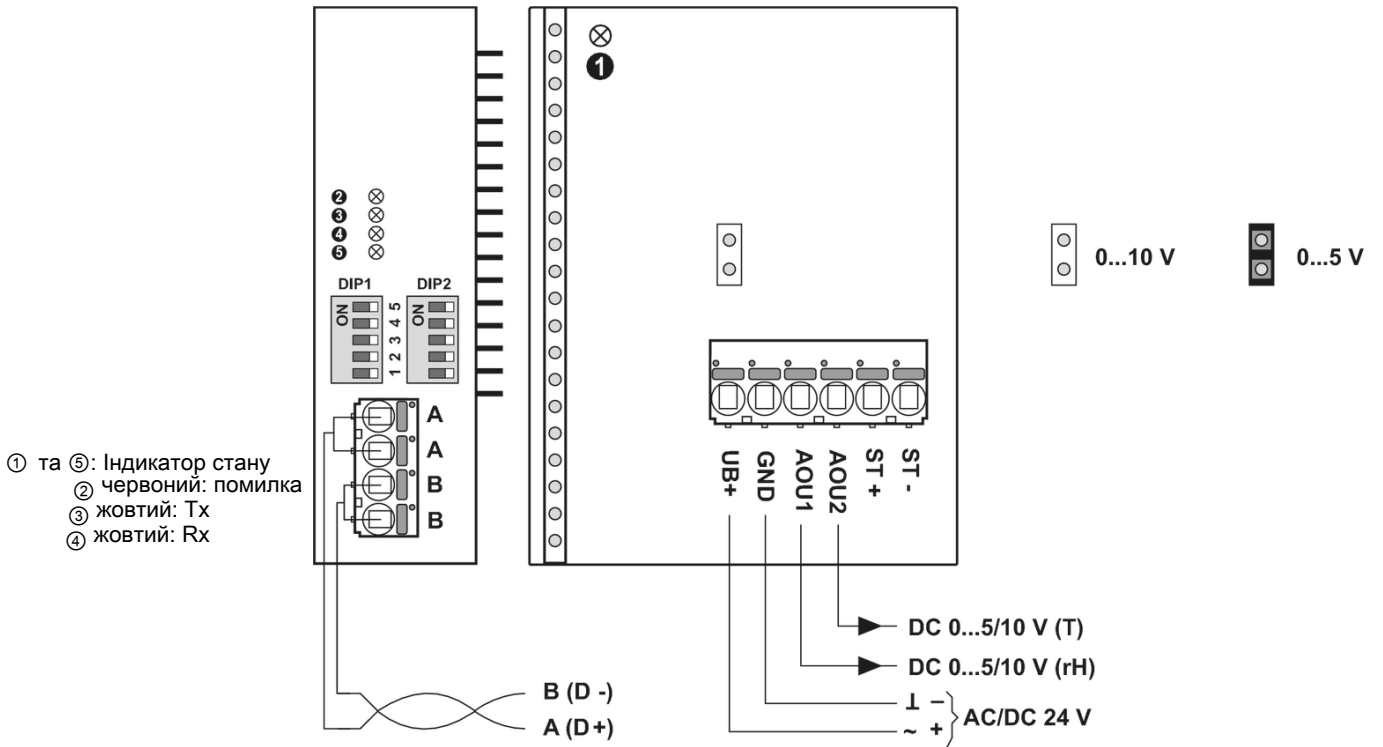 ❶
❷
❸
❹
❺
DIP1 DIP2
ON ON
1 2 3 4 5
A
A
B
B
① та ⑤: Індикатор стану
② червоний: помилка
③ жовтий: Tx
④ жовтий: Rx
0...10 V
0...5 V
UB+ GND AOU1 AOU2 ST + ST -
DC 0...5/10 V (T)
DC 0...5/10 V (rH)
B (D -)
A (D+)
⊥ –
~ +
AC/DC 24 V